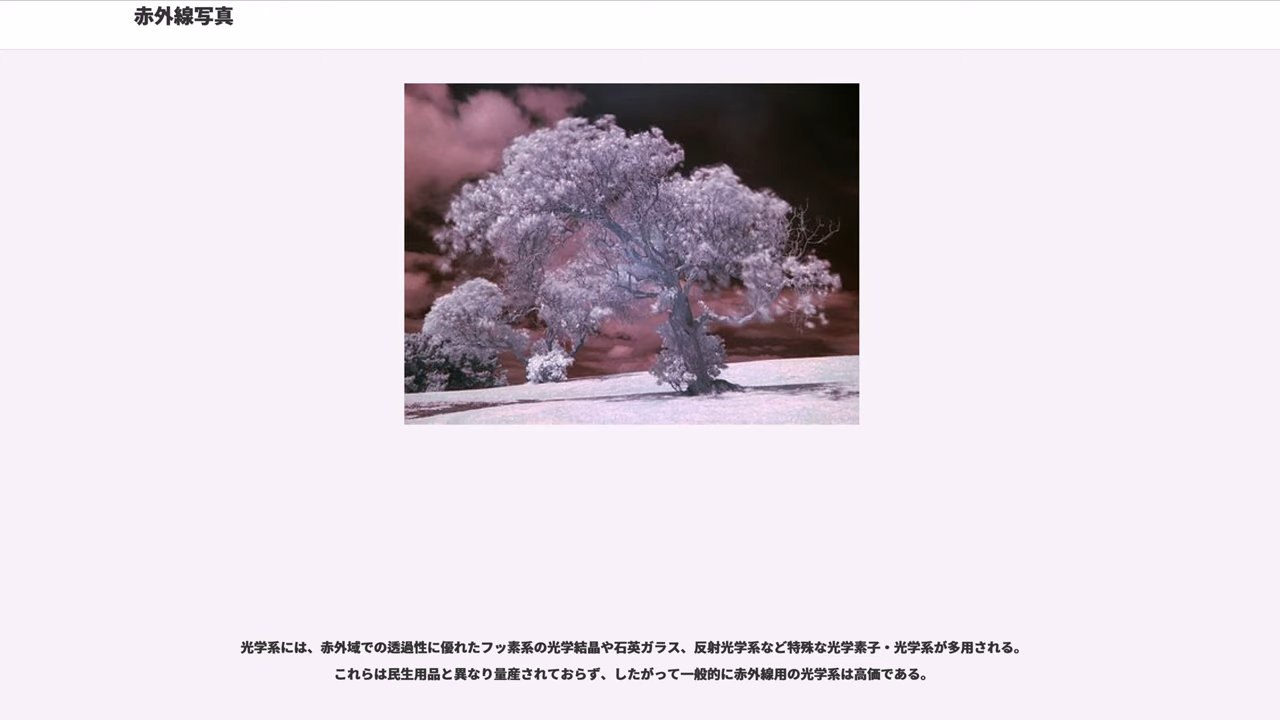 赤外線写真
光学系には、赤外域での透過性に優れたフッ素系の光学結晶や石英ガラス、反射光学系など特殊な光学素子・光学系が多用される。
これらは民生用品と異なり量産されておらず、したがって一般的に赤外線用の光学系は高価である。